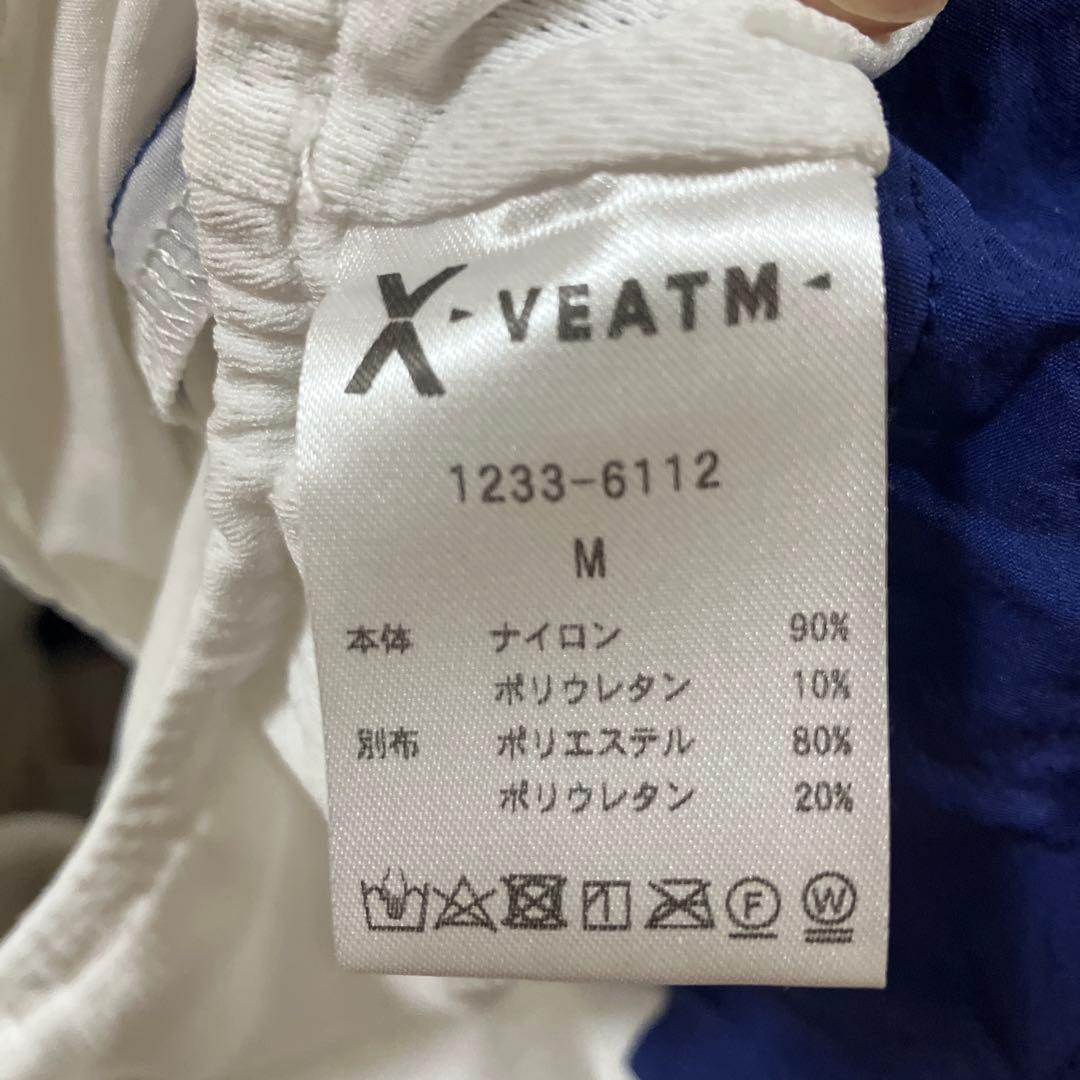 X-VEATM-
1233-6112
M
本体 ナイロン 90%
ポリウレタン 10%
別布 ポリエステル 80%
ポリウレタン 20%
F W